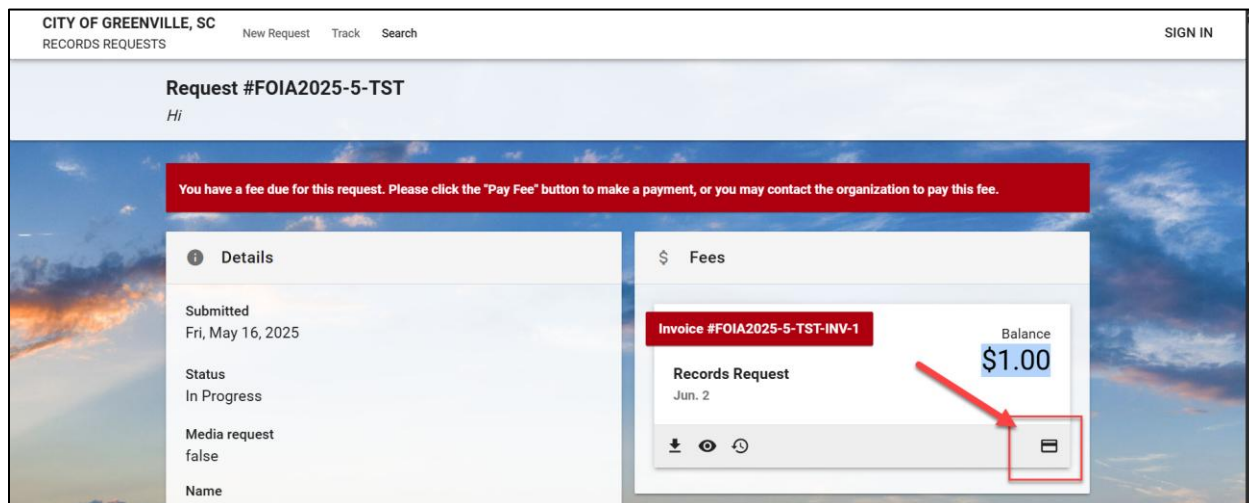 CITY OF GREENVILLE, SC
RECORDS REQUESTS
New Request Track Search
SIGN IN
Request #FOIA2025-5-TST
Hi
You have a fee due for this request. Please click the "Pay Fee" button to make a payment, or you may contact the organization to pay this fee.
Details
Submitted
Fri, May 16, 2025
Status
In Progress
Media request
false
Name
$ Fees
Invoice #FOIA2025-5-TST-INV-1
Balance
$1.00
Records Request
Jun. 2